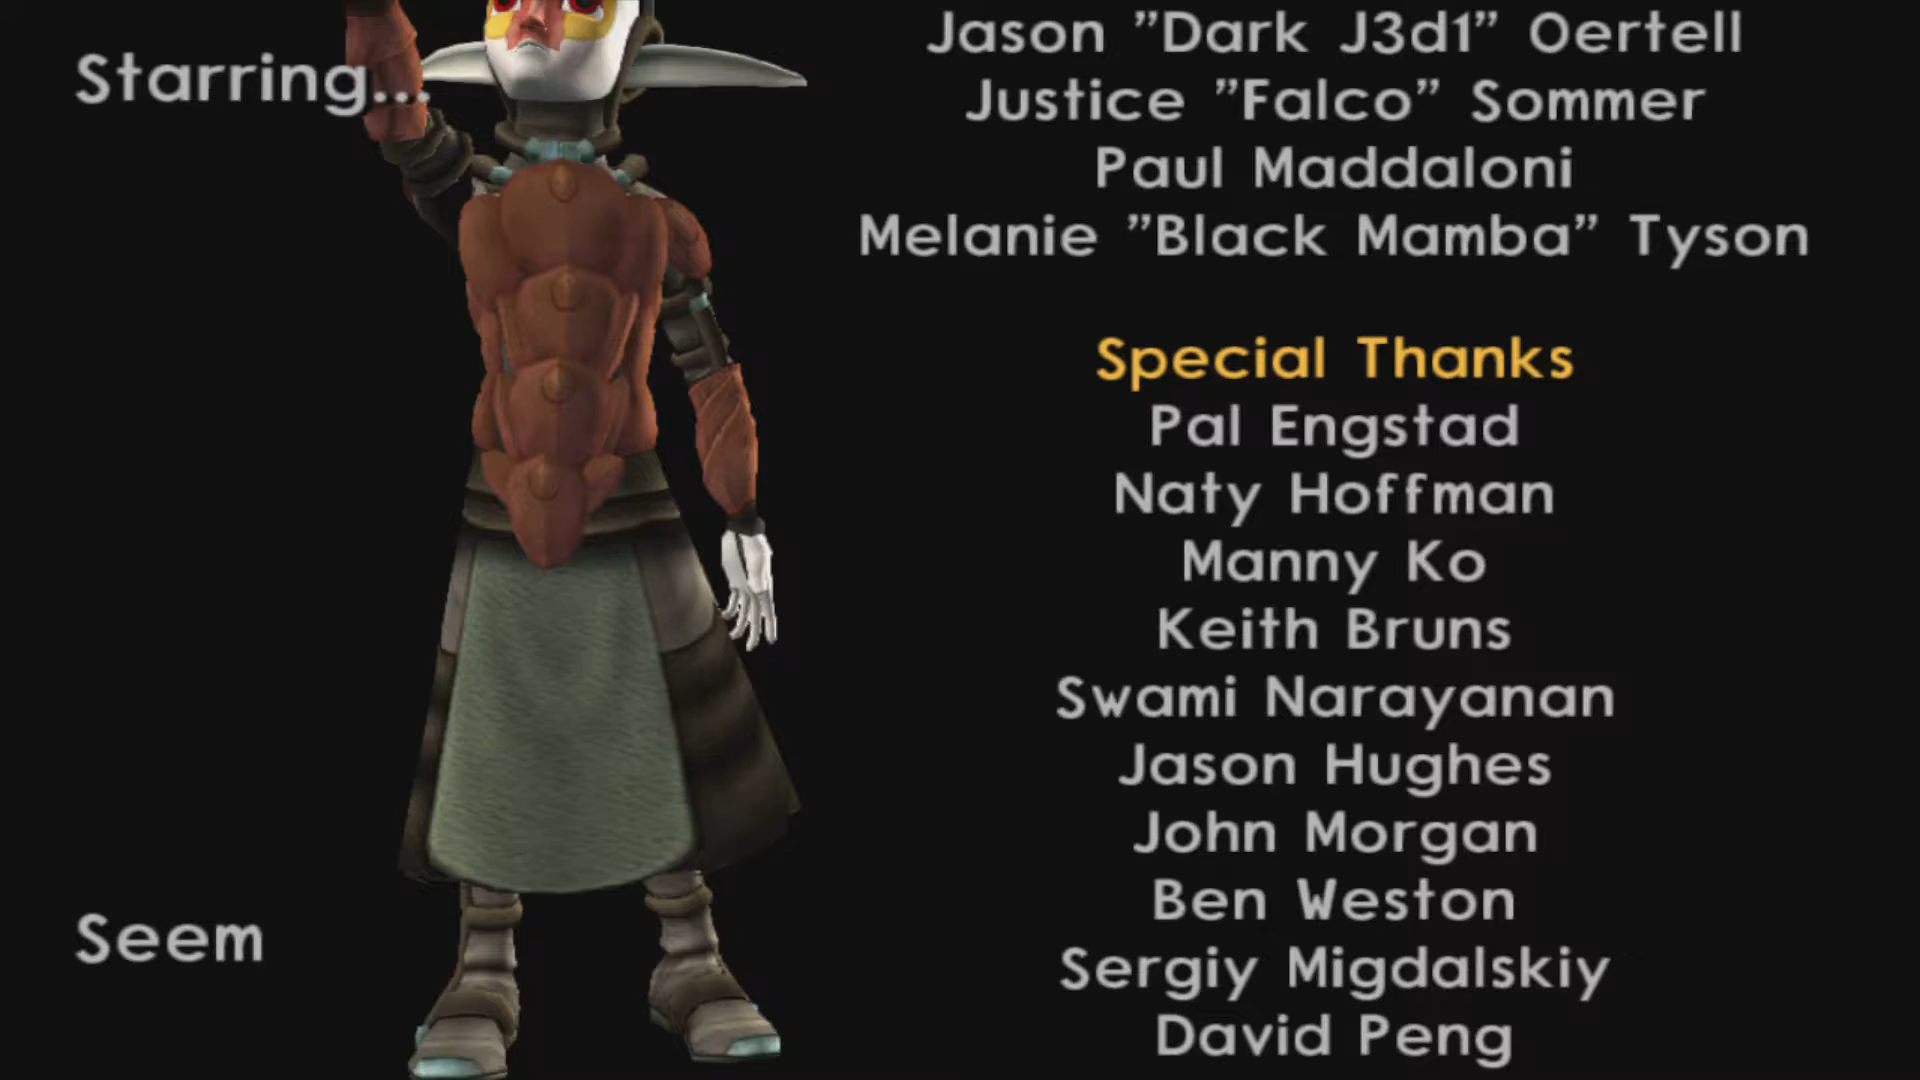 Starring...
Seem
Jason "Dark J3d1" Oertell
Justice "Falco" Sommer
Paul Maddaloni
Melanie "Black Mamba" Tyson
Special Thanks
Pal Engstad
Naty Hoffman
Manny Ko
Keith Bruns
Swami Narayanan
Jason Hughes
John Morgan
Ben Weston
Sergiy Migdalskiy
David Peng